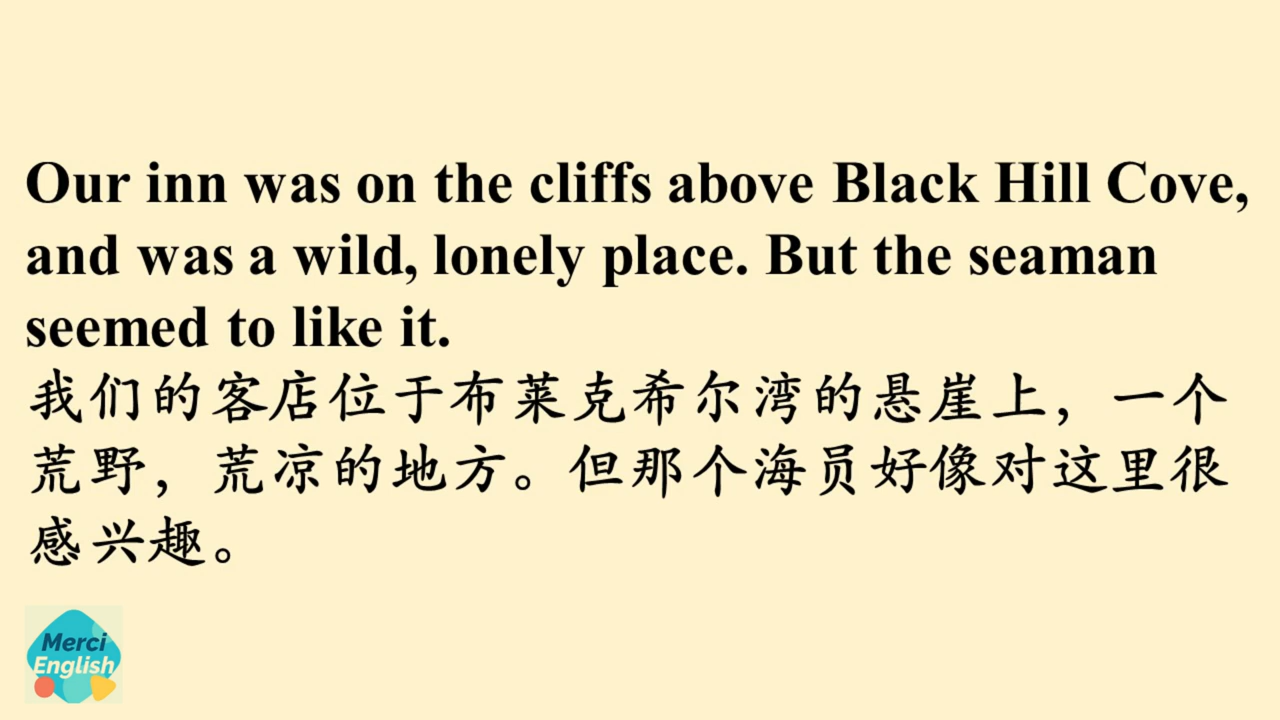 Our inn was on the cliffs above Black Hill Cove,
and was a wild, lonely place. But the seaman
seemed to like it.
我们的客店位于布莱克希尔湾的悬崖上，一个
荒野，荒凉的地方。但那个海员好像对这里很
感兴趣。
Merci
English